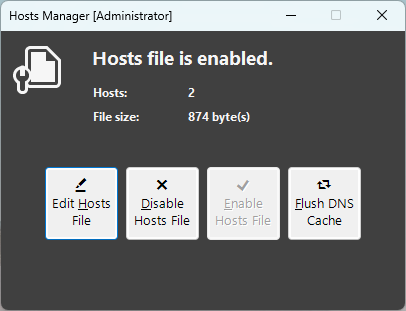 Hosts Manager [Administrator]
Hosts file is enabled.
Hosts: 2
File size: 874 byte(s)
Edit Hosts
File
Disable
Hosts File
Enable
Hosts File
Flush DNS
Cache